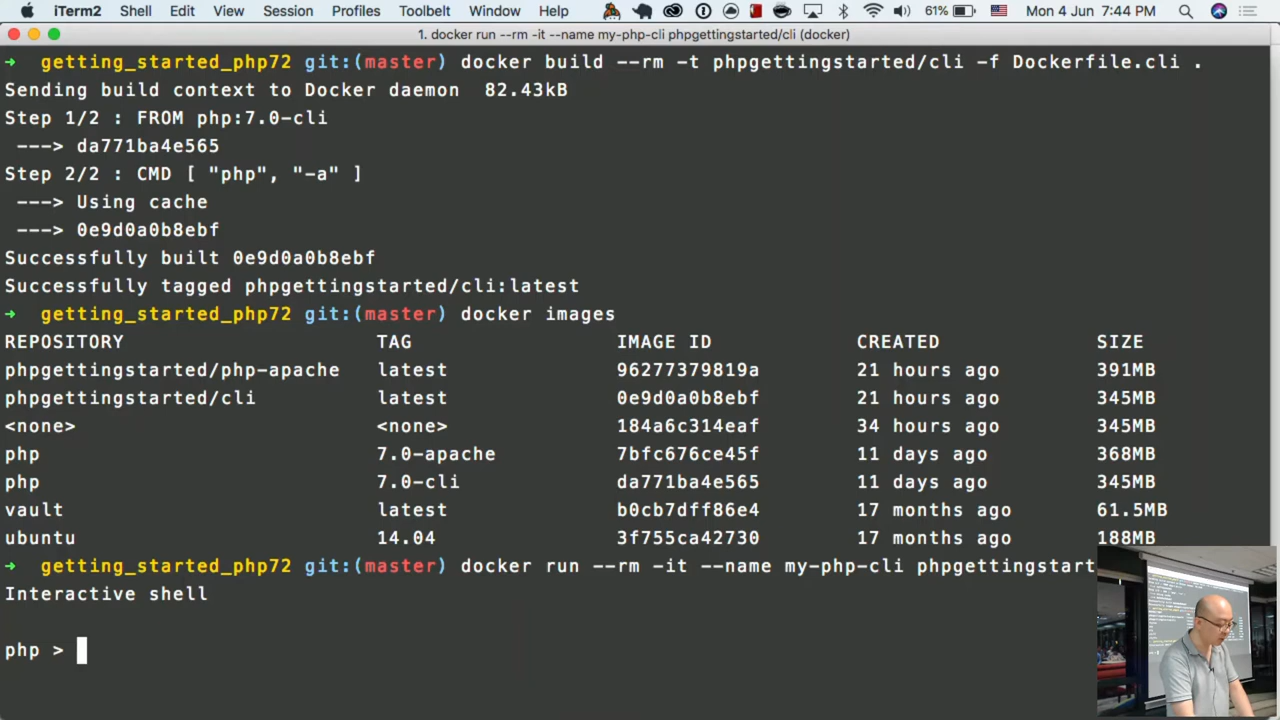 iTerm2 Shell Edit View Session Profiles Toolbelt Window Help 61% Mon 4 Jun 7:44 PM
1. docker run --rm -it --name my-php-cli phpgettingstarted/cli (docker)
➜ getting_started_php72 git:(master) docker build --rm -t phpgettingstarted/cli -f Dockerfile.cli .
Sending build context to Docker daemon 82.43kB
Step 1/2 : FROM php:7.0-cli
---> da771ba4e565
Step 2/2 : CMD [ "php", "-a" ]
---> Using cache
---> 0e9d0a0b8ebf
Successfully built 0e9d0a0b8ebf
Successfully tagged phpgettingstarted/cli:latest
➜ getting_started_php72 git:(master) docker images
REPOSITORY TAG IMAGE ID CREATED SIZE
phpgettingstarted/php-apache latest 96277379819a 21 hours ago 391MB
phpgettingstarted/cli latest 0e9d0a0b8ebf 21 hours ago 345MB
<none> <none> 184a6c314eaf 34 hours ago 345MB
php 7.0-apache 7bfc676ce45f 11 days ago 368MB
php 7.0-cli da771ba4e565 11 days ago 345MB
vault latest b0cb7dff86e4 17 months ago 61.5MB
ubuntu 14.04 3f755ca42730 17 months ago 188MB
➜ getting_started_php72 git:(master) docker run --rm -it --name my-php-cli phpgettingstart
Interactive shell
php >